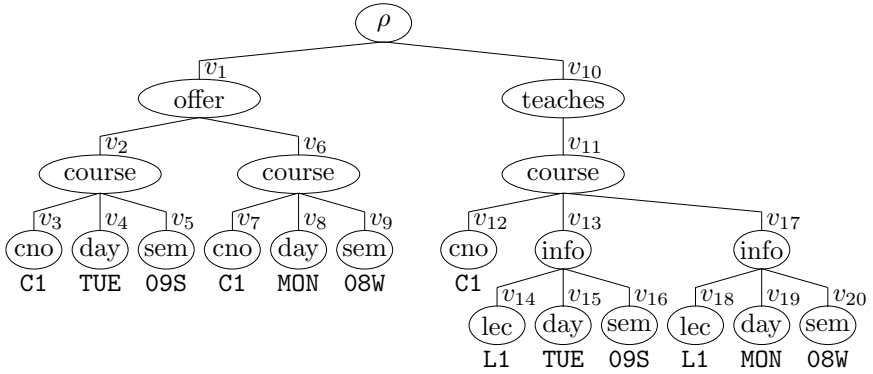 ρ
v1 v10
offer teaches
v2 v6 v11
course course course
v3 v4 v5 v7 v8 v9 v12 v13 v17
cno day sem cno day sem cno info info
C1 TUE 09S C1 MON 08W C1
v14 v15 v16 v18 v19 v20
lec day sem lec day sem
L1 TUE 09S L1 MON 08W